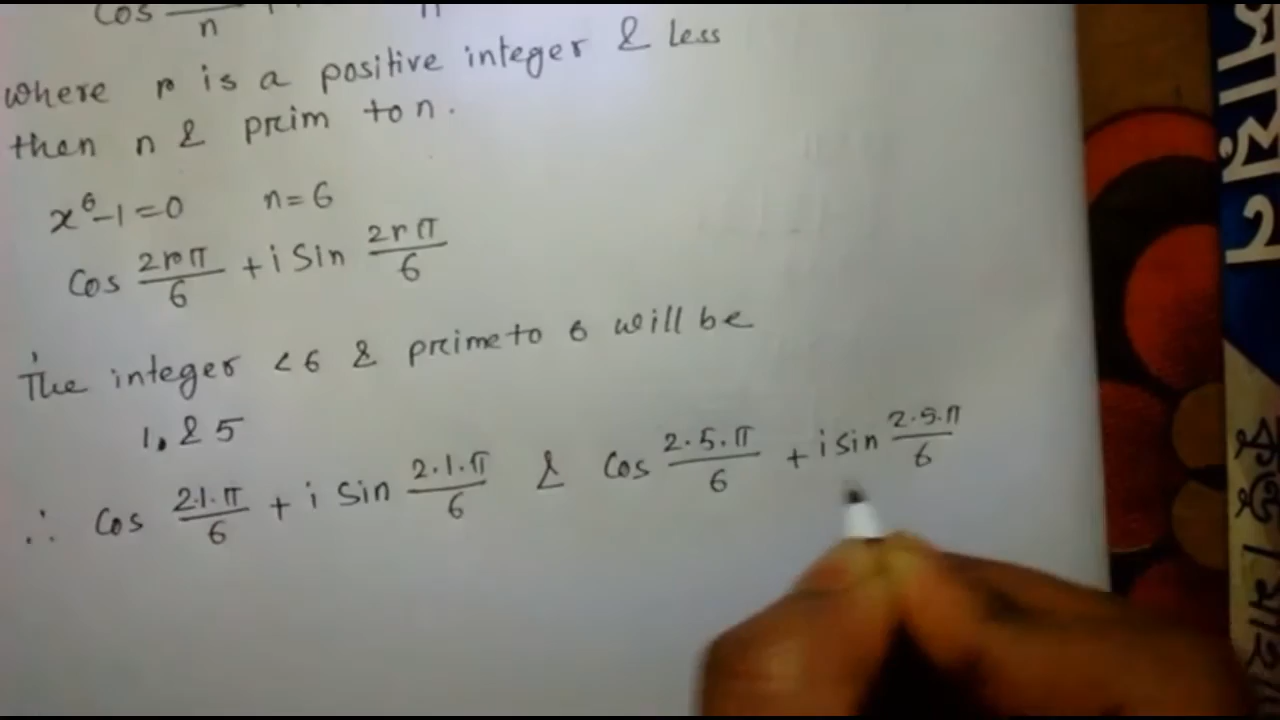 cos —/n + n
where r is a positive integer & less
then n & prim to n.
x⁶-1=0 n=6
cos 2rπ/6 + i sin 2rπ/6
The integer <6 & prime to 6 will be
1, & 5
∴ cos 2.1.π/6 + i sin 2.1.π/6 & cos 2.5.π/6 + i sin 2.5.π/6